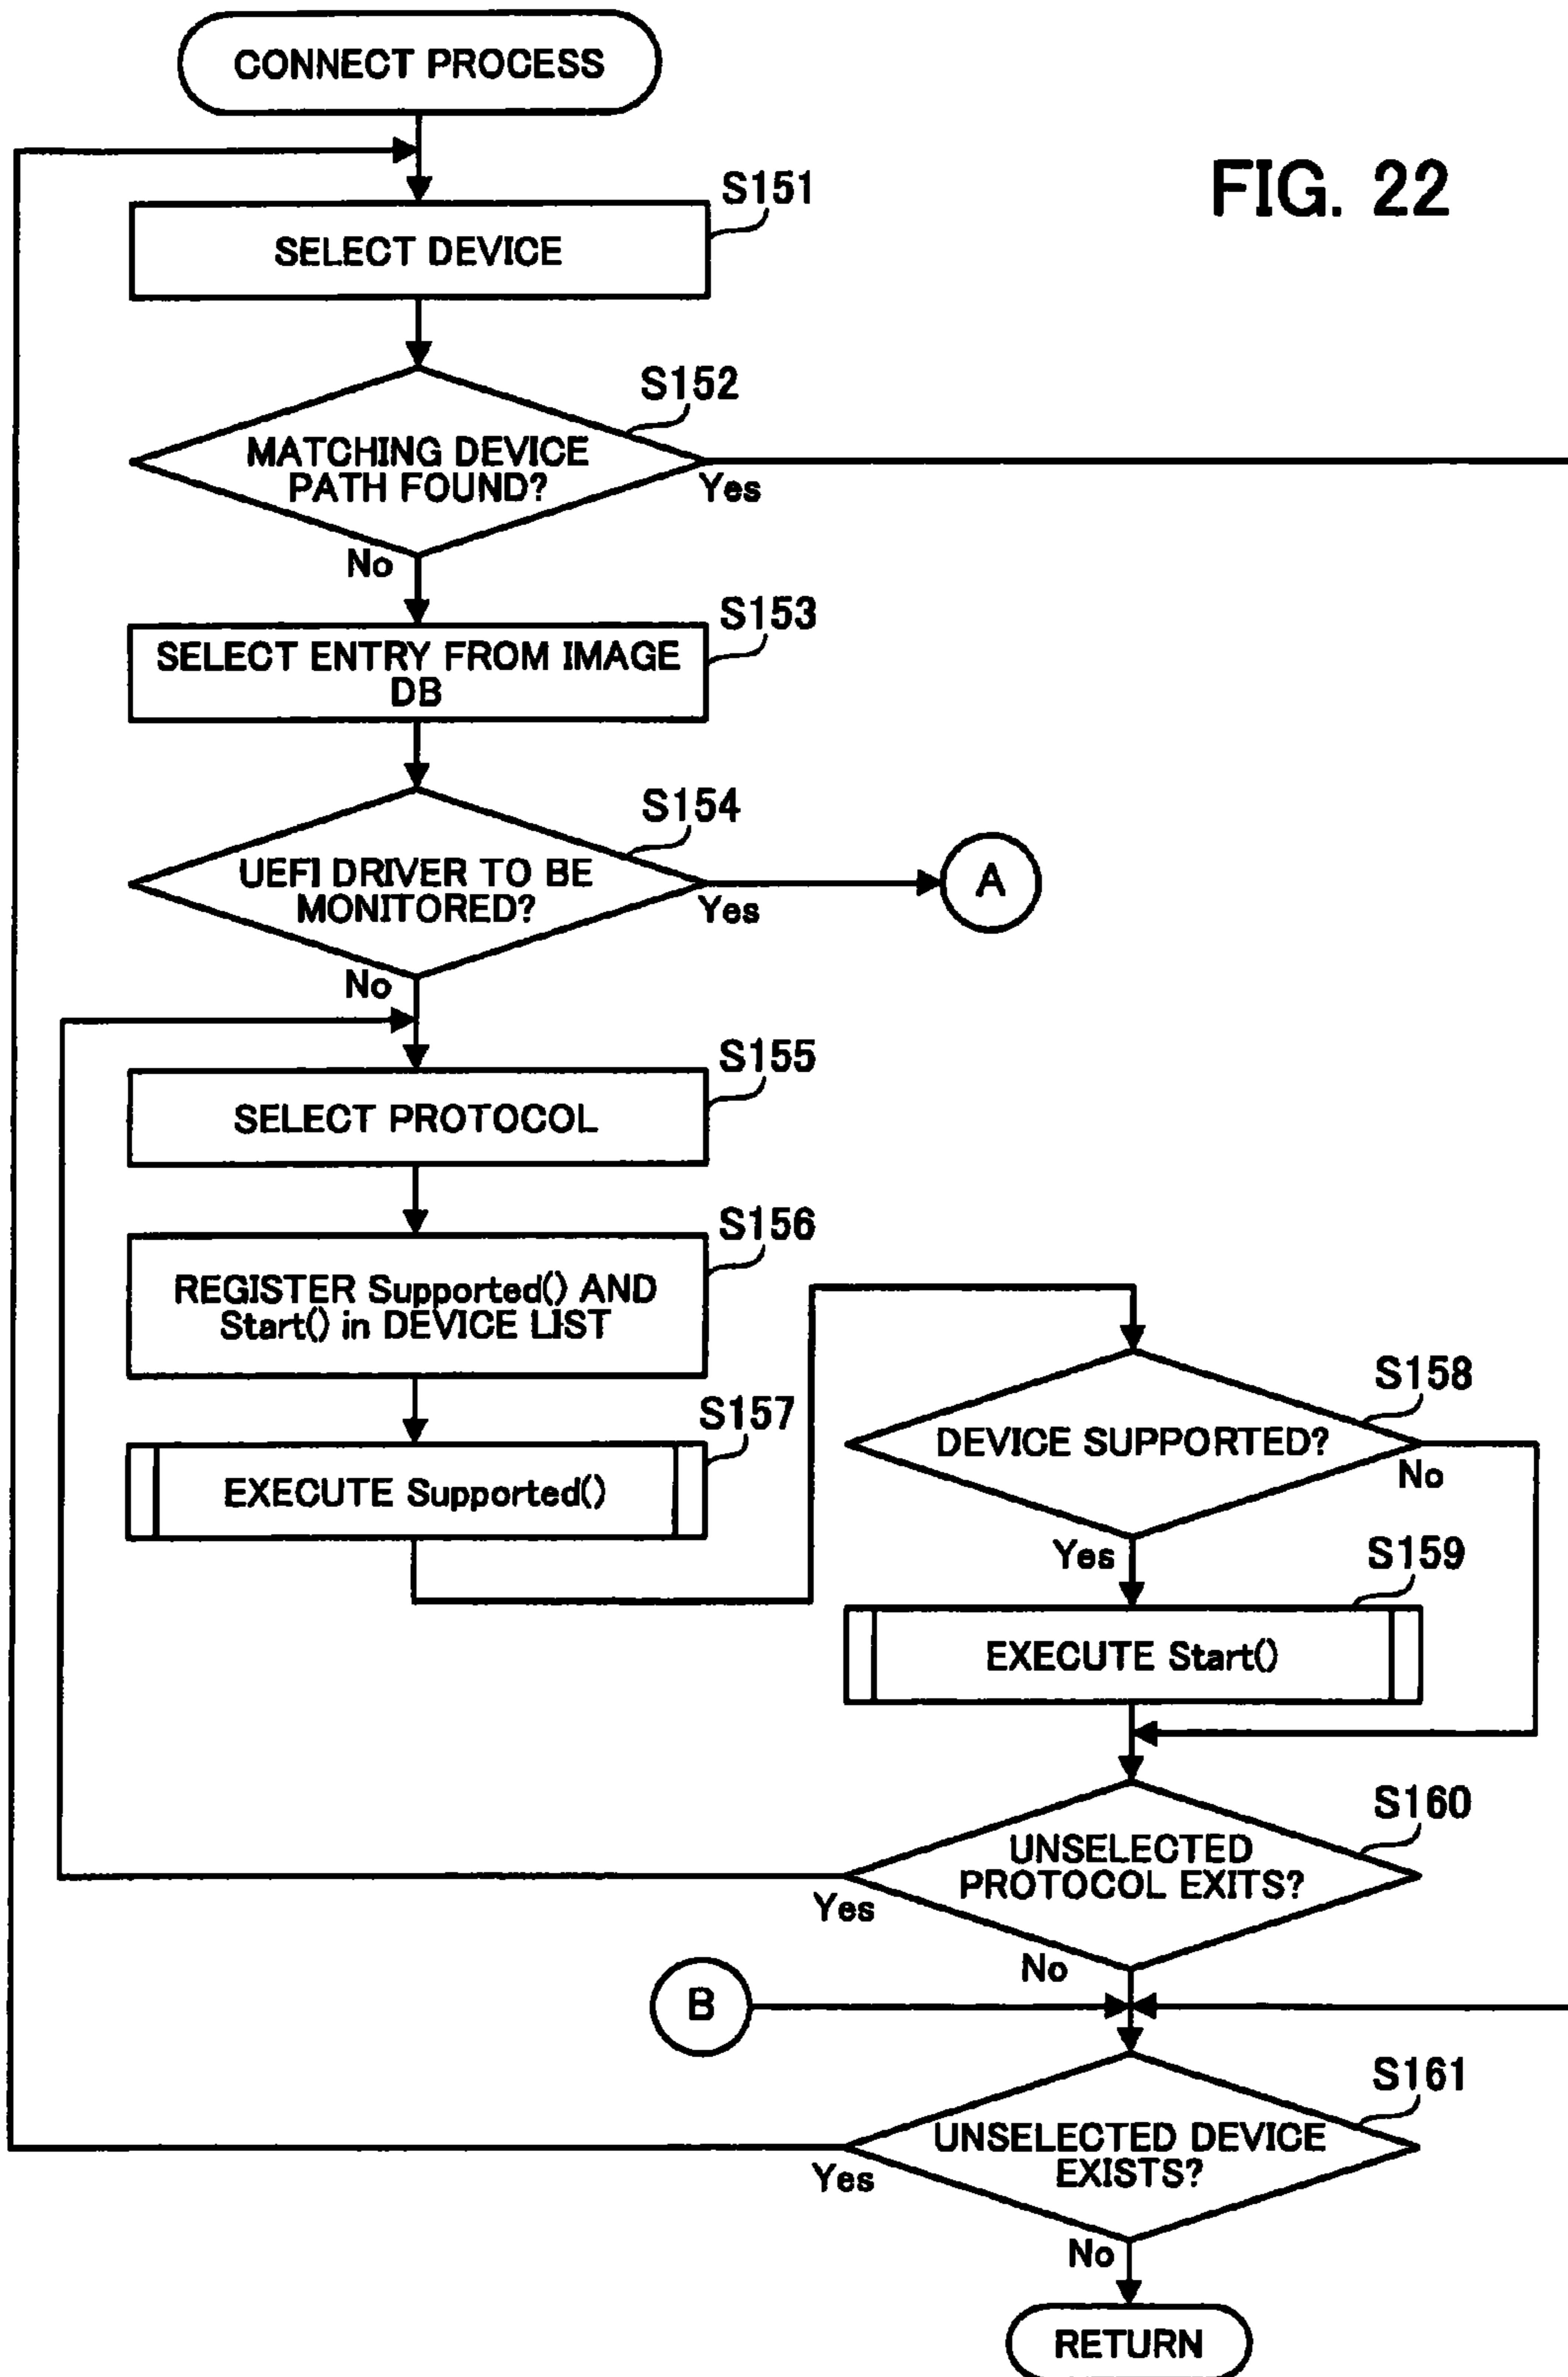 CONNECT PROCESS
FIG. 22
S151
SELECT DEVICE
S152
MATCHING DEVICE
PATH FOUND?
Yes
No
S153
SELECT ENTRY FROM IMAGE
DB
S154
UEFI DRIVER TO BE
MONITORED?
Yes
A
No
S155
SELECT PROTOCOL
S156
REGISTER Supported() AND
Start() in DEVICE LIST
S157
EXECUTE Supported()
S158
DEVICE SUPPORTED?
No
Yes
S159
EXECUTE Start()
S160
UNSELECTED
PROTOCOL EXITS?
Yes
No
B
S161
UNSELECTED DEVICE
EXISTS?
Yes
No
RETURN